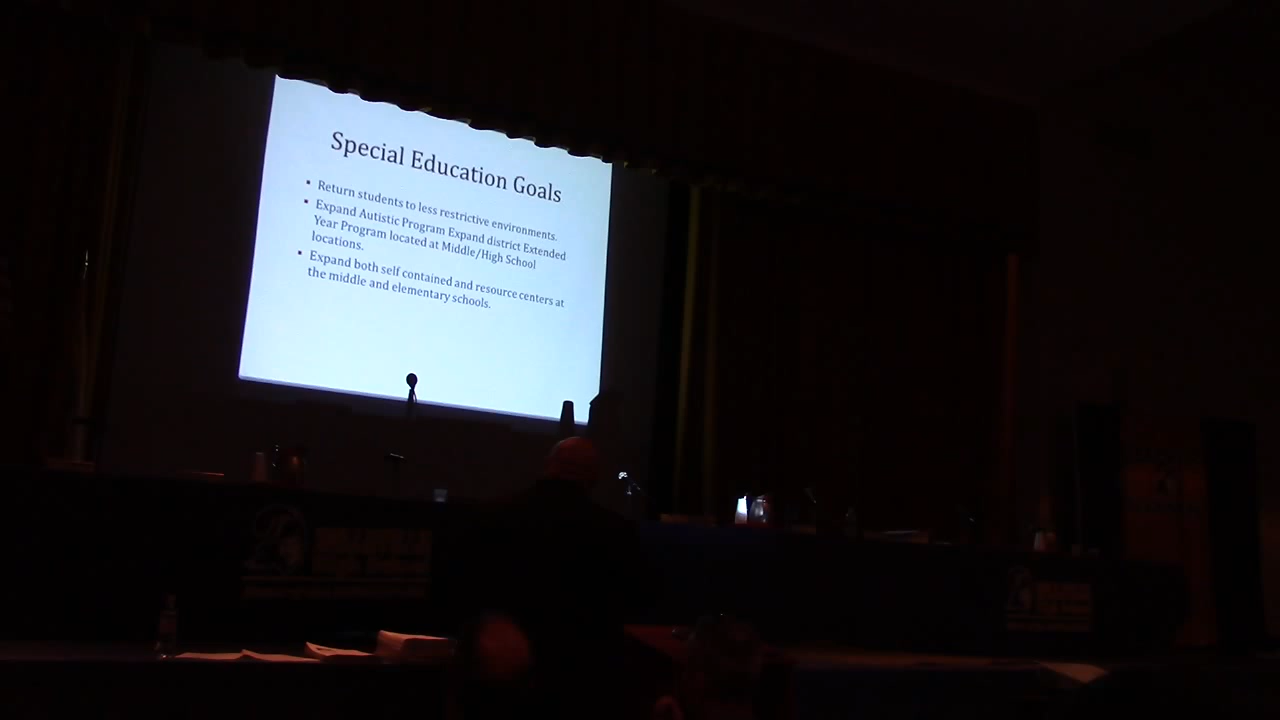 Special Education Goals
▪ Return students to less restrictive environments.
▪ Expand Autistic Program Expand district Extended
Year Program located at Middle/High School
locations.
▪ Expand both self contained and resource centers at
the middle and elementary schools.